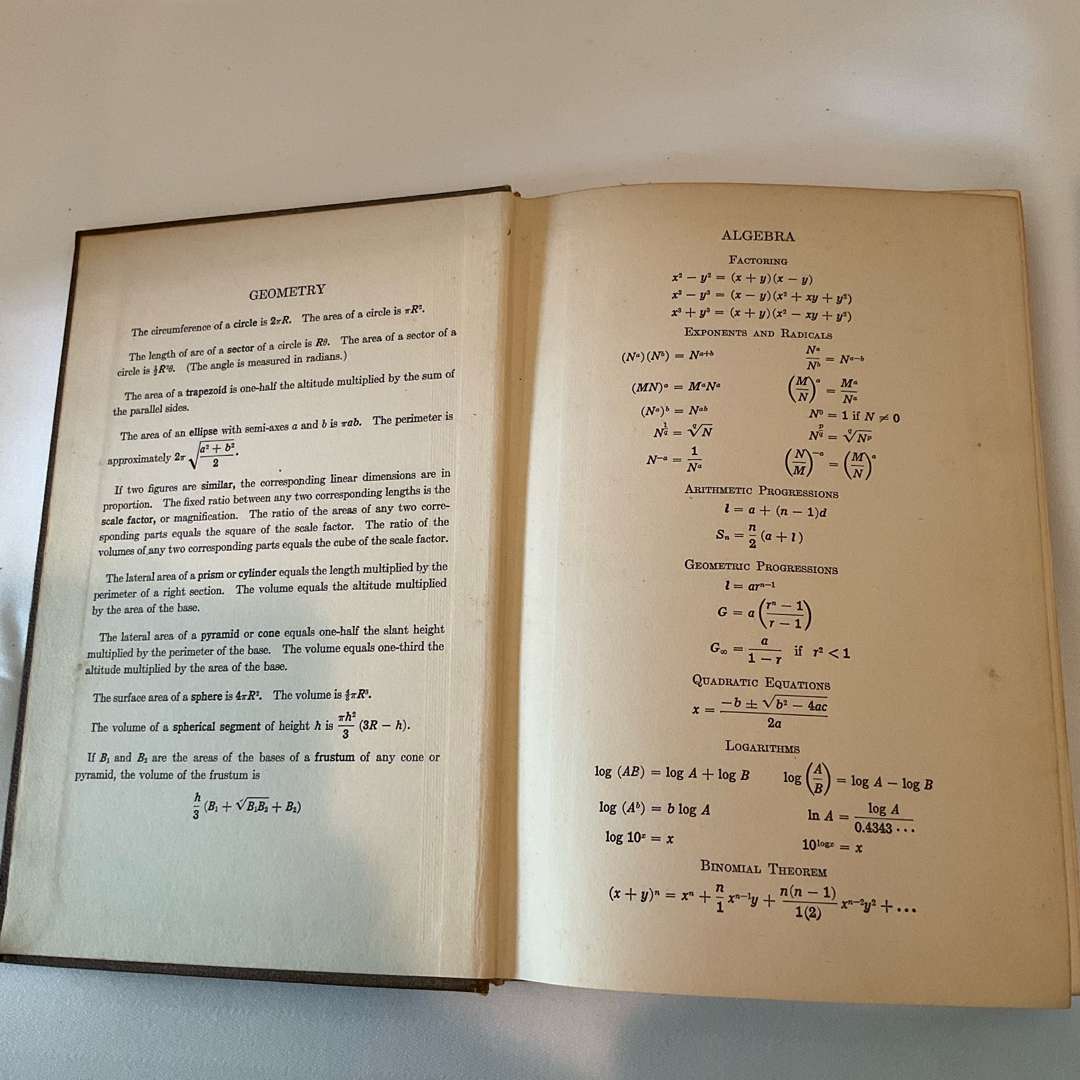 GEOMETRY
The circumference of a circle is 2πR. The area of a circle is πR².
The length of arc of a sector of a circle is Rθ. The area of a sector of a
circle is ½R²θ. (The angle is measured in radians.)
The area of a trapezoid is one-half the altitude multiplied by the sum of
the parallel sides.
The area of an ellipse with semi-axes a and b is πab. The perimeter is
approximately 2π √((a² + b²)/2).
If two figures are similar, the corresponding linear dimensions are in
proportion. The fixed ratio between any two corresponding lengths is the
scale factor, or magnification. The ratio of the areas of any two corre-
sponding parts equals the square of the scale factor. The ratio of the
volumes of any two corresponding parts equals the cube of the scale factor.
The lateral area of a prism or cylinder equals the length multiplied by the
perimeter of a right section. The volume equals the altitude multiplied
by the area of the base.
The lateral area of a pyramid or cone equals one-half the slant height
multiplied by the perimeter of the base. The volume equals one-third the
altitude multiplied by the area of the base.
The surface area of a sphere is 4πR². The volume is ⁴⁄₃πR³.
The volume of a spherical segment of height h is πh²/3 (3R − h).
If B₁ and B₂ are the areas of the bases of a frustum of any cone or
pyramid, the volume of the frustum is
h/3 (B₁ + √(B₁B₂) + B₂)
ALGEBRA
FACTORING
x² − y² = (x + y)(x − y)
x³ − y³ = (x − y)(x² + xy + y²)
x³ + y³ = (x + y)(x² − xy + y²)
EXPONENTS AND RADICALS
(Nᵃ)(Nᵇ) = Nᵃ⁺ᵇ Nᵃ/Nᵇ = Nᵃ⁻ᵇ
(MN)ᵃ = MᵃNᵃ (M/N)ᵃ = Mᵃ/Nᵃ
(Nᵃ)ᵇ = Nᵃᵇ N⁰ = 1 if N ≠ 0
N^(1/q) = ᑫ√N N^(p/q) = ᑫ√Nᵖ
N⁻ᵃ = 1/Nᵃ (N/M)⁻ᵃ = (M/N)ᵃ
ARITHMETIC PROGRESSIONS
l = a + (n − 1)d
Sₙ = n/2 (a + l)
GEOMETRIC PROGRESSIONS
l = arⁿ⁻¹
G = a ((rⁿ − 1)/(r − 1))
G∞ = a/(1 − r) if r² < 1
QUADRATIC EQUATIONS
x = (−b ± √(b² − 4ac))/2a
LOGARITHMS
log (AB) = log A + log B log (A/B) = log A − log B
log (Aᵇ) = b log A ln A = log A/0.4343 · · ·
log 10ˣ = x 10^(log x) = x
BINOMIAL THEOREM
(x + y)ⁿ = xⁿ + n/1 xⁿ⁻¹y + n(n − 1)/1(2) xⁿ⁻²y² + · · ·